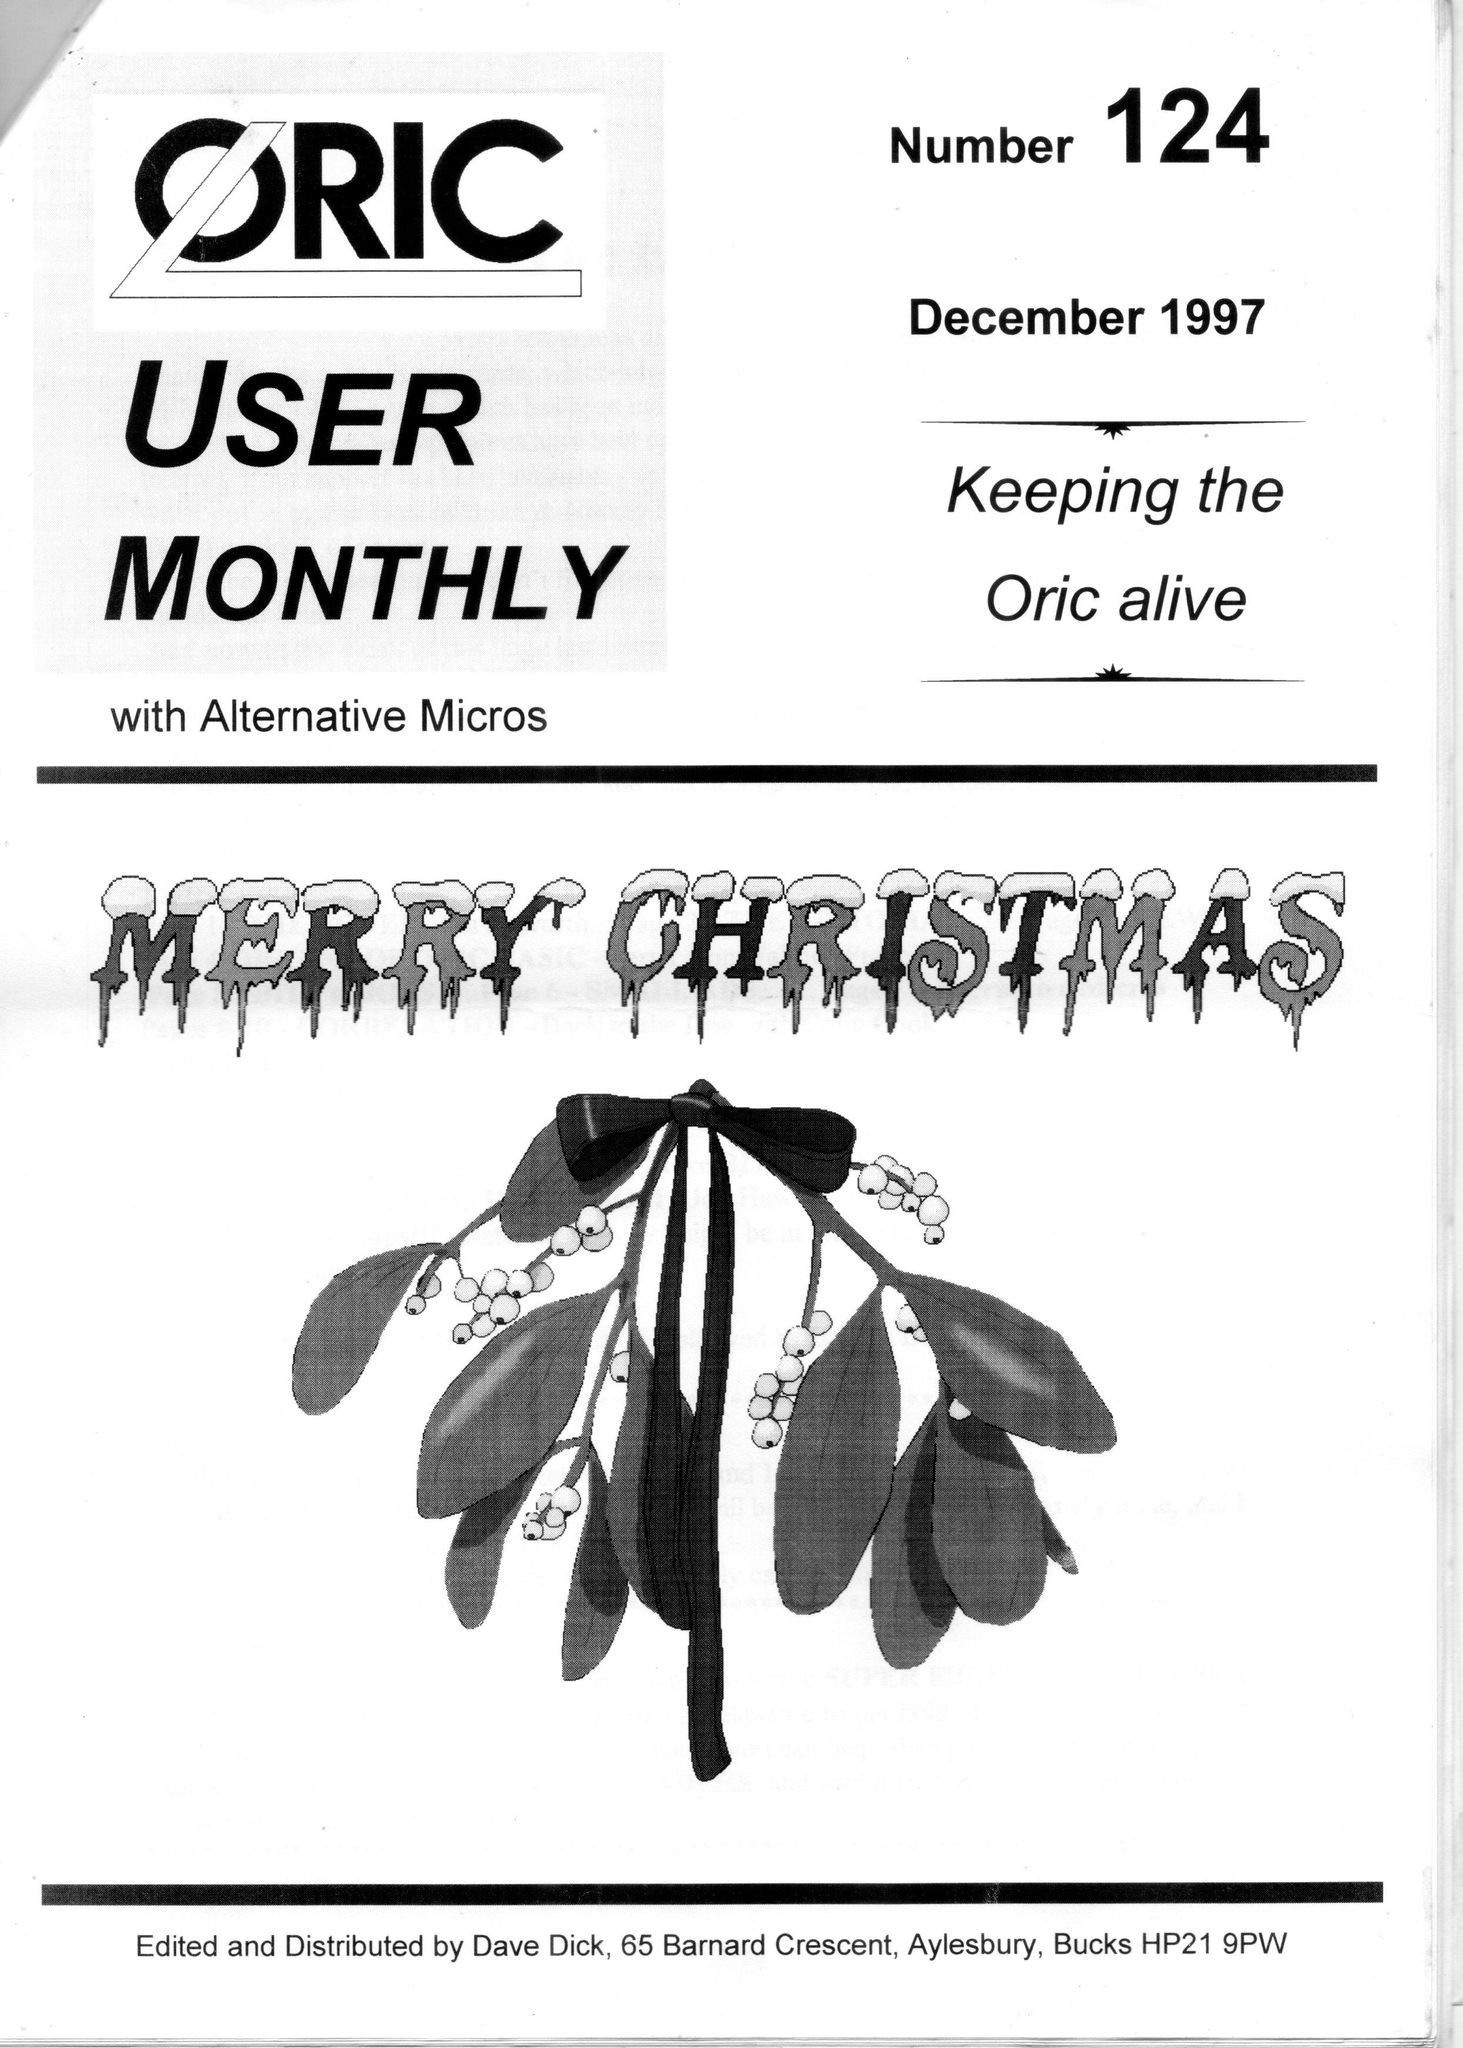 ORIC
USER
MONTHLY
with Alternative Micros
Number 124
December 1997
Keeping the
Oric alive
MERRY CHRISTMAS
Edited and Distributed by Dave Dick, 65 Barnard Crescent, Aylesbury, Bucks HP21 9PW